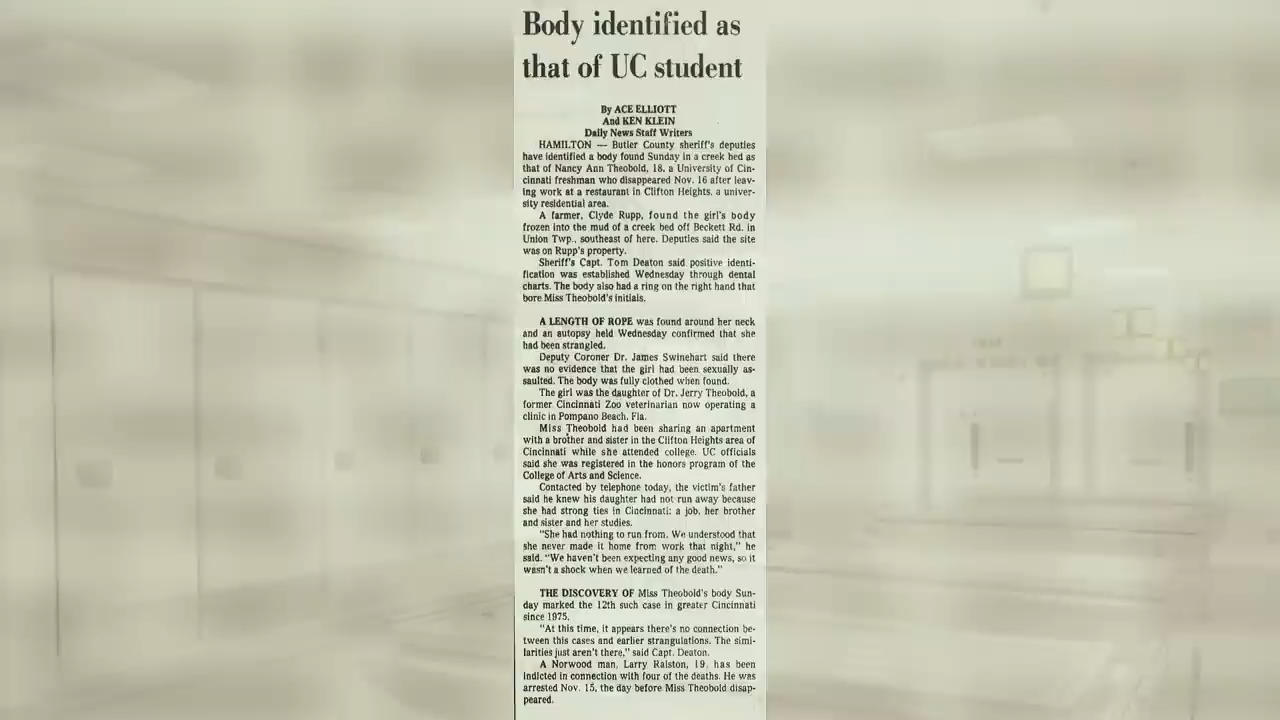 Body identified as
that of UC student
By ACE ELLIOTT
And KEN KLEIN
Daily News Staff Writers
HAMILTON — Butler County sheriff's deputies
have identified a body found Sunday in a creek bed as
that of Nancy Ann Theobold, 18, a University of Cin-
cinnati freshman who disappeared Nov. 16 after leav-
ing work at a restaurant in Clifton Heights, a univer-
sity residential area.
A farmer, Clyde Rupp, found the girl's body
frozen into the mud of a creek bed off Beckett Rd. in
Union Twp., southeast of here. Deputies said the site
was on Rupp's property.
Sheriff's Capt. Tom Deaton said positive identi-
fication was established Wednesday through dental
charts. The body also had a ring on the right hand that
bore Miss Theobold's initials.
A LENGTH OF ROPE was found around her neck
and an autopsy held Wednesday confirmed that she
had been strangled.
Deputy Coroner Dr. James Swinehart said there
was no evidence that the girl had been sexually as-
saulted. The body was fully clothed when found.
The girl was the daughter of Dr. Jerry Theobold, a
former Cincinnati Zoo veterinarian now operating a
clinic in Pompano Beach, Fla.
Miss Theobold had been sharing an apartment
with a brother and sister in the Clifton Heights area of
Cincinnati while she attended college. UC officials
said she was registered in the honors program of the
College of Arts and Science.
Contacted by telephone today, the victim's father
said he knew his daughter had not run away because
she had strong ties in Cincinnati: a job, her brother
and sister and her studies.
"She had nothing to run from. We understood that
she never made it home from work that night," he
said. "We haven't been expecting any good news, so it
wasn't a shock when we learned of the death."
THE DISCOVERY OF Miss Theobold's body Sun-
day marked the 12th such case in greater Cincinnati
since 1975.
"At this time, it appears there's no connection be-
tween this cases and earlier strangulations. The simi-
larities just aren't there," said Capt. Deaton.
A Norwood man, Larry Ralston, 19, has been
indicted in connection with four of the deaths. He was
arrested Nov. 15, the day before Miss Theobold disap-
peared.